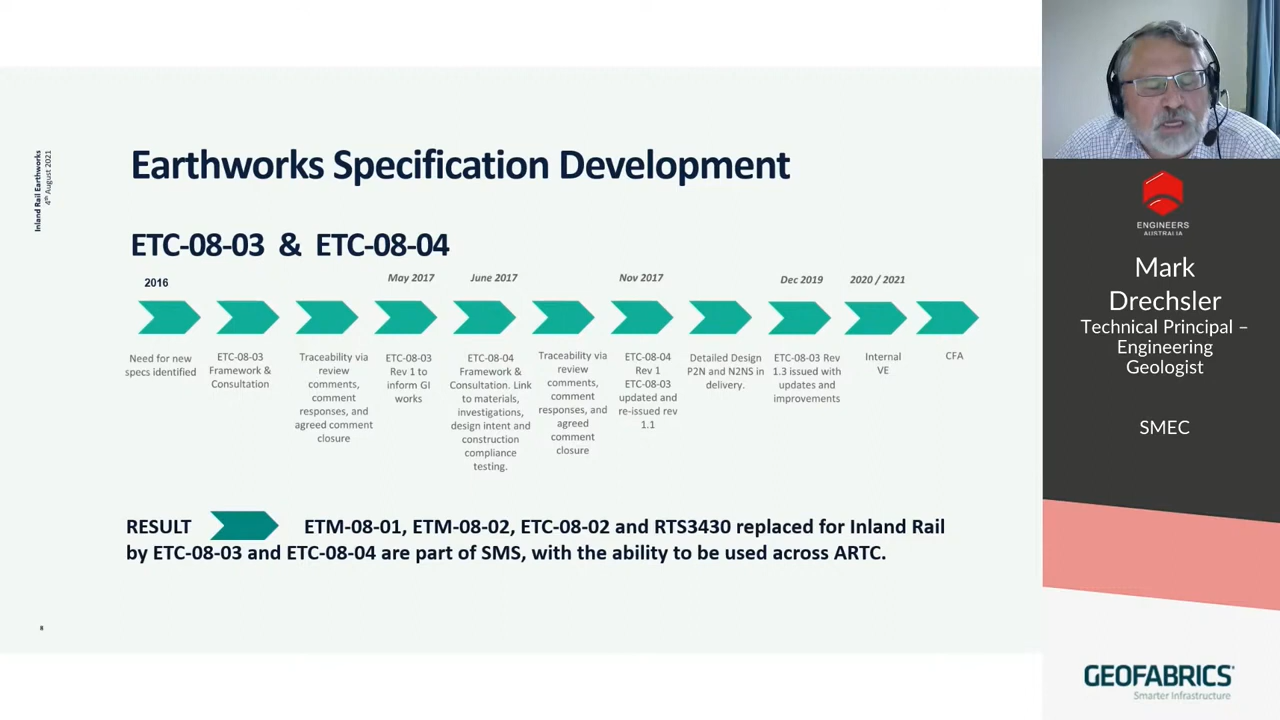 Inland Rail Earthworks
4th August 2021
Earthworks Specification Development
ETC-08-03 & ETC-08-04
2016
May 2017
June 2017
Nov 2017
Dec 2019
2020 / 2021
Need for new
specs identified
ETC-08-03
Framework &
Consultation
Traceability via
review
comments,
comment
responses, and
agreed comment
closure
ETC-08-03
Rev 1 to
inform GI
works
ETC-08-04
Framework &
Consultation. Link
to materials,
investigations,
design intent and
construction
compliance
testing.
Traceability via
review
comments,
comment
responses, and
agreed
comment
closure
ETC-08-04
Rev 1
ETC-08-03
updated and
re-issued rev
1.1
Detailed Design
P2N and N2NS in
delivery.
ETC-08-03 Rev
1.3 issued with
updates and
improvements
Internal
VE
CFA
RESULT ETM-08-01, ETM-08-02, ETC-08-02 and RTS3430 replaced for Inland Rail
by ETC-08-03 and ETC-08-04 are part of SMS, with the ability to be used across ARTC.
8
ENGINEERS
AUSTRALIA
Mark
Drechsler
Technical Principal –
Engineering
Geologist
SMEC
GEOFABRICS
Smarter Infrastructure